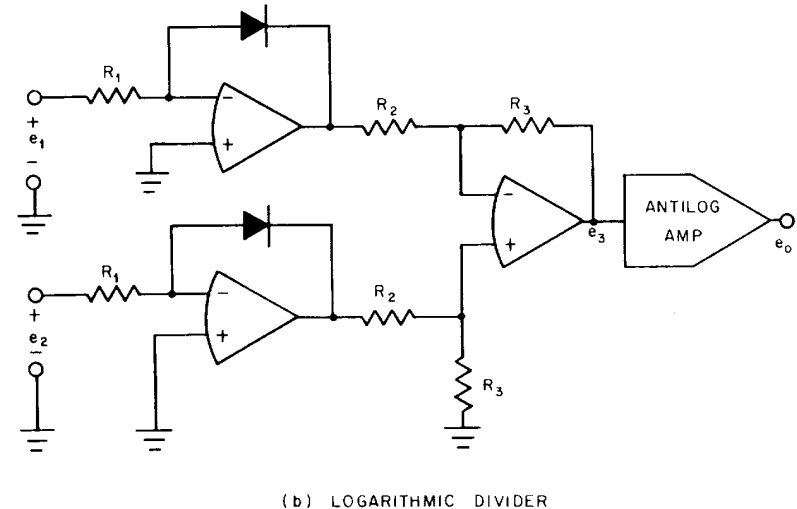 R1
+
e1
-
-
+
R2
R3
-
+
e3
ANTILOG
AMP
eo
R1
+
e2
-
-
+
R2
R3
(b) LOGARITHMIC DIVIDER